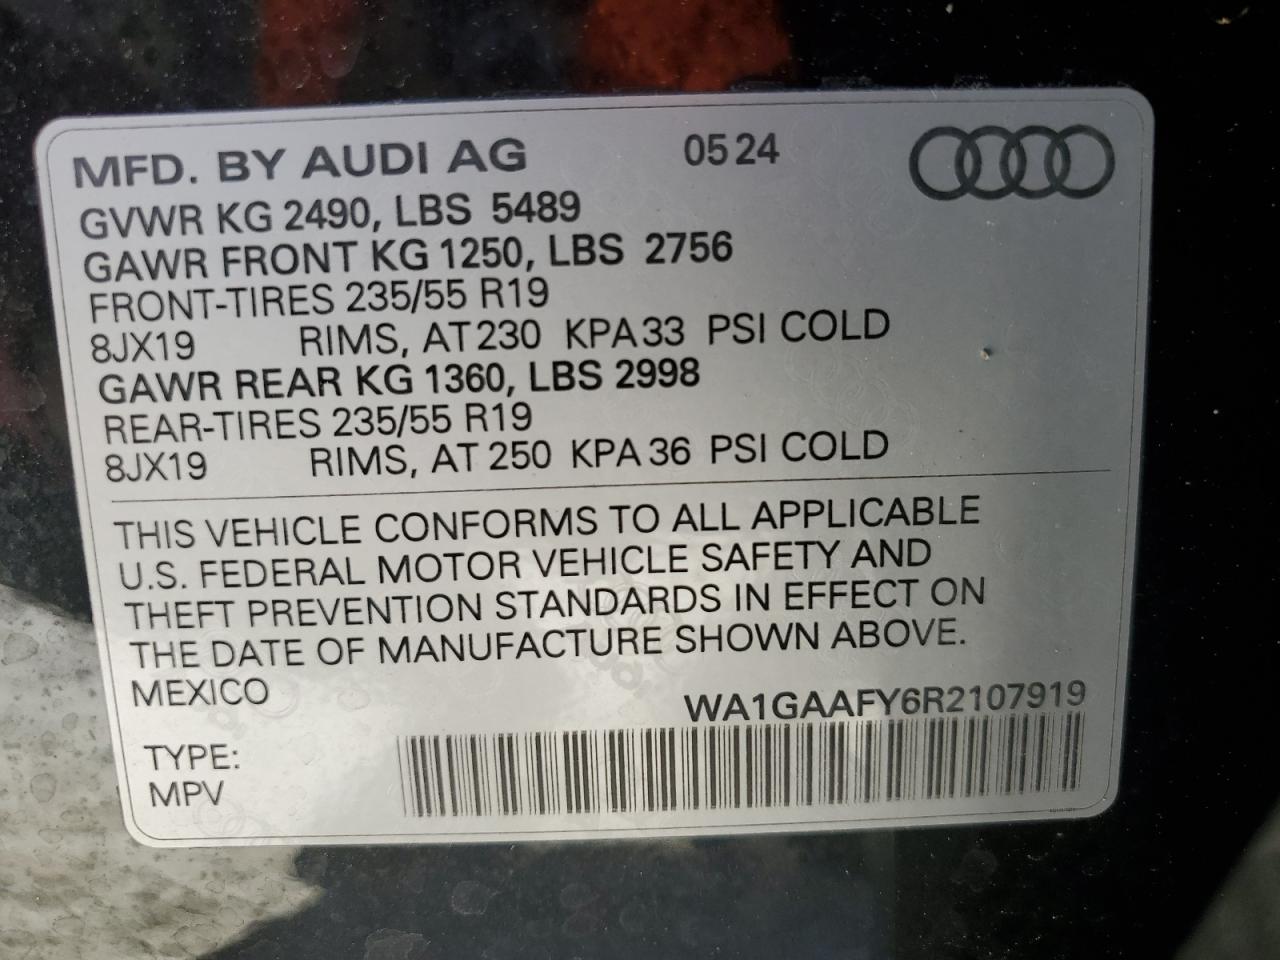 MFD. BY AUDI AG 05 24
GVWR KG 2490, LBS 5489
GAWR FRONT KG 1250, LBS 2756
FRONT-TIRES 235/55 R19
8JX19 RIMS, AT 230 KPA 33 PSI COLD
GAWR REAR KG 1360, LBS 2998
REAR-TIRES 235/55 R19
8JX19 RIMS, AT 250 KPA 36 PSI COLD
THIS VEHICLE CONFORMS TO ALL APPLICABLE
U.S. FEDERAL MOTOR VEHICLE SAFETY AND
THEFT PREVENTION STANDARDS IN EFFECT ON
THE DATE OF MANUFACTURE SHOWN ABOVE.
MEXICO WA1GAAFY6R2107919
TYPE:
MPV